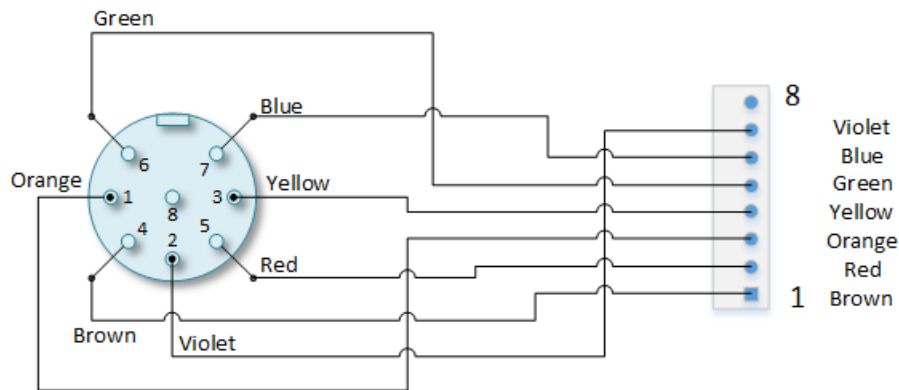 Green
Blue
8
Violet
6
7
Blue
Green
Orange
1
8
3
Yellow
Yellow
4
2
5
Orange
Red
Red
Brown
Violet
1
Brown